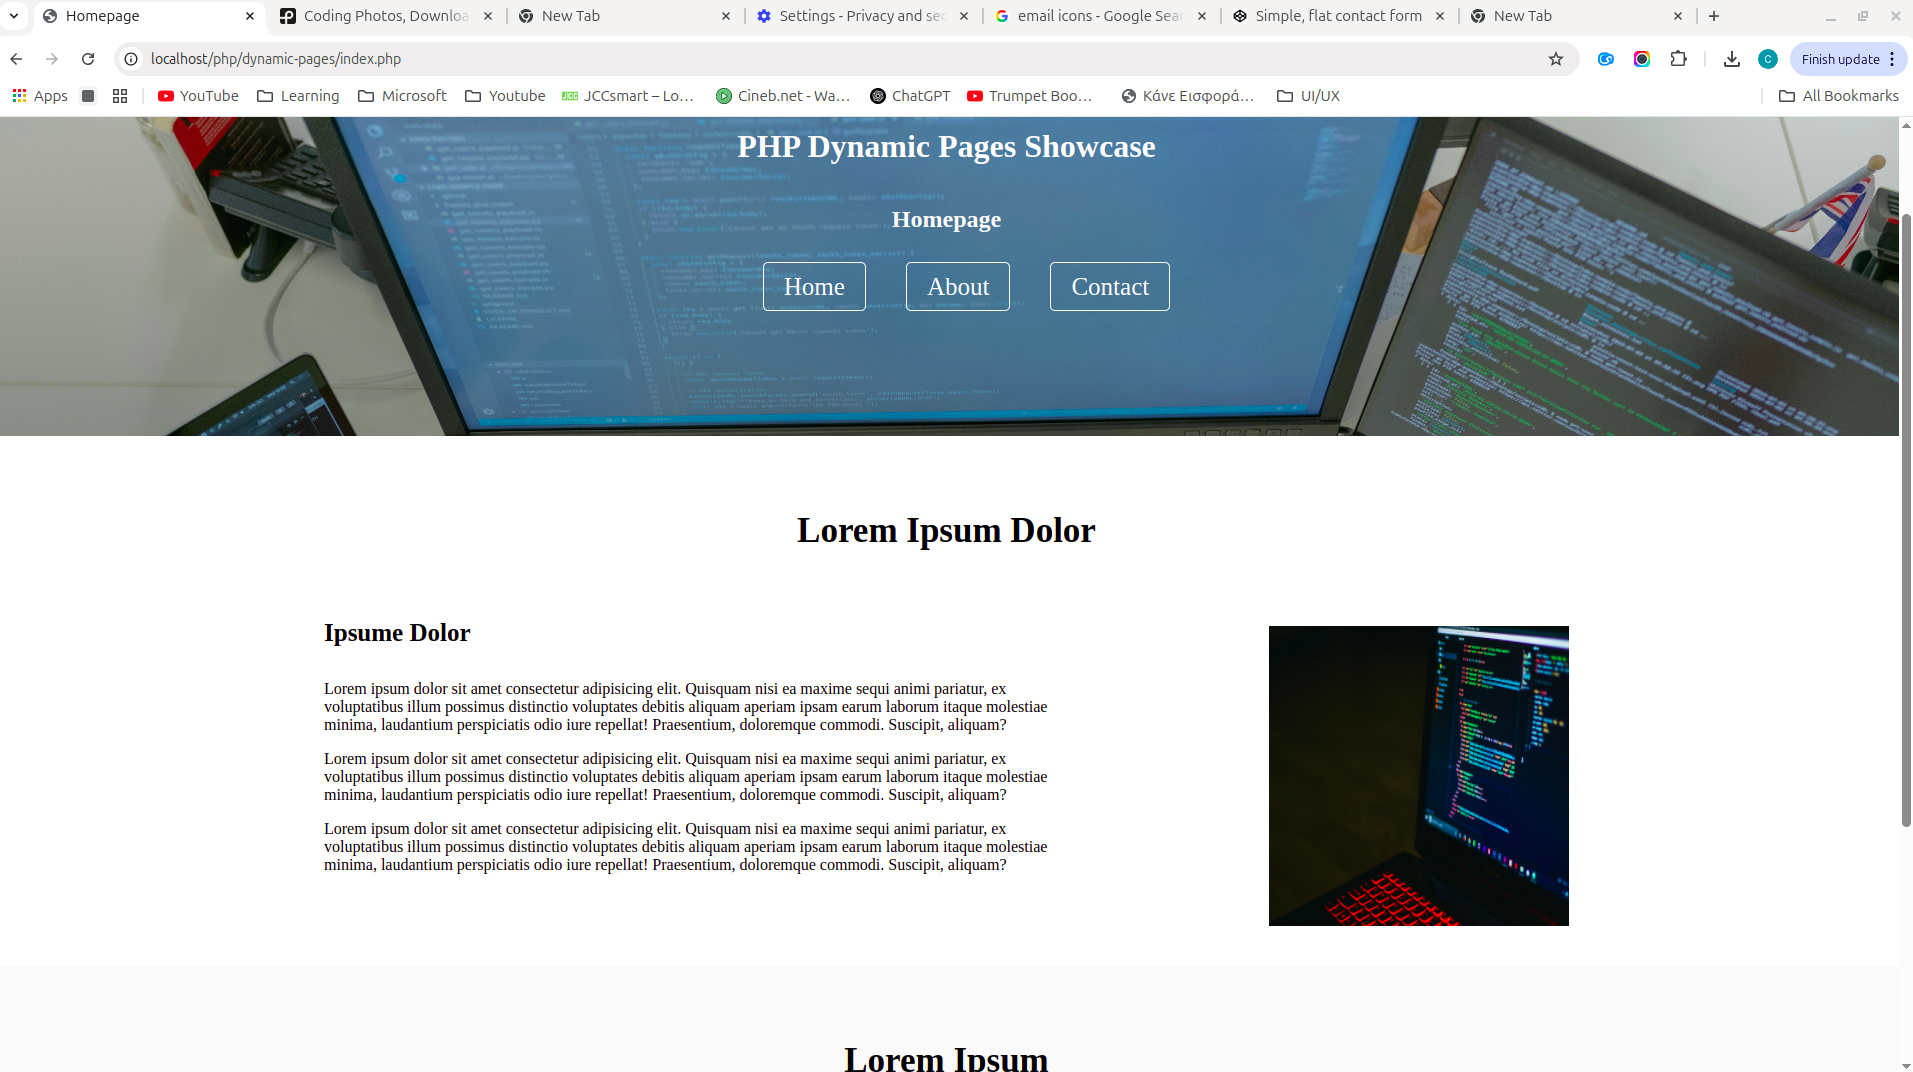 Homepage
Coding Photos, Downloa
New Tab
Settings - Privacy and sec
email icons - Google Sear
Simple, flat contact form
New Tab
localhost/php/dynamic-pages/index.php
C
Finish update
Apps
YouTube
Learning
Microsoft
Youtube
JCCsmart – Lo…
Cineb.net - Wa…
ChatGPT
Trumpet Boo…
Κάνε Εισφορά…
UI/UX
All Bookmarks
PHP Dynamic Pages Showcase
Homepage
Home
About
Contact
Lorem Ipsum Dolor
Ipsume Dolor
Lorem ipsum dolor sit amet consectetur adipisicing elit. Quisquam nisi ea maxime sequi animi pariatur, ex
voluptatibus illum possimus distinctio voluptates debitis aliquam aperiam ipsam earum laborum itaque molestiae
minima, laudantium perspiciatis odio iure repellat! Praesentium, doloremque commodi. Suscipit, aliquam?
Lorem ipsum dolor sit amet consectetur adipisicing elit. Quisquam nisi ea maxime sequi animi pariatur, ex
voluptatibus illum possimus distinctio voluptates debitis aliquam aperiam ipsam earum laborum itaque molestiae
minima, laudantium perspiciatis odio iure repellat! Praesentium, doloremque commodi. Suscipit, aliquam?
Lorem ipsum dolor sit amet consectetur adipisicing elit. Quisquam nisi ea maxime sequi animi pariatur, ex
voluptatibus illum possimus distinctio voluptates debitis aliquam aperiam ipsam earum laborum itaque molestiae
minima, laudantium perspiciatis odio iure repellat! Praesentium, doloremque commodi. Suscipit, aliquam?
Lorem Ipsum